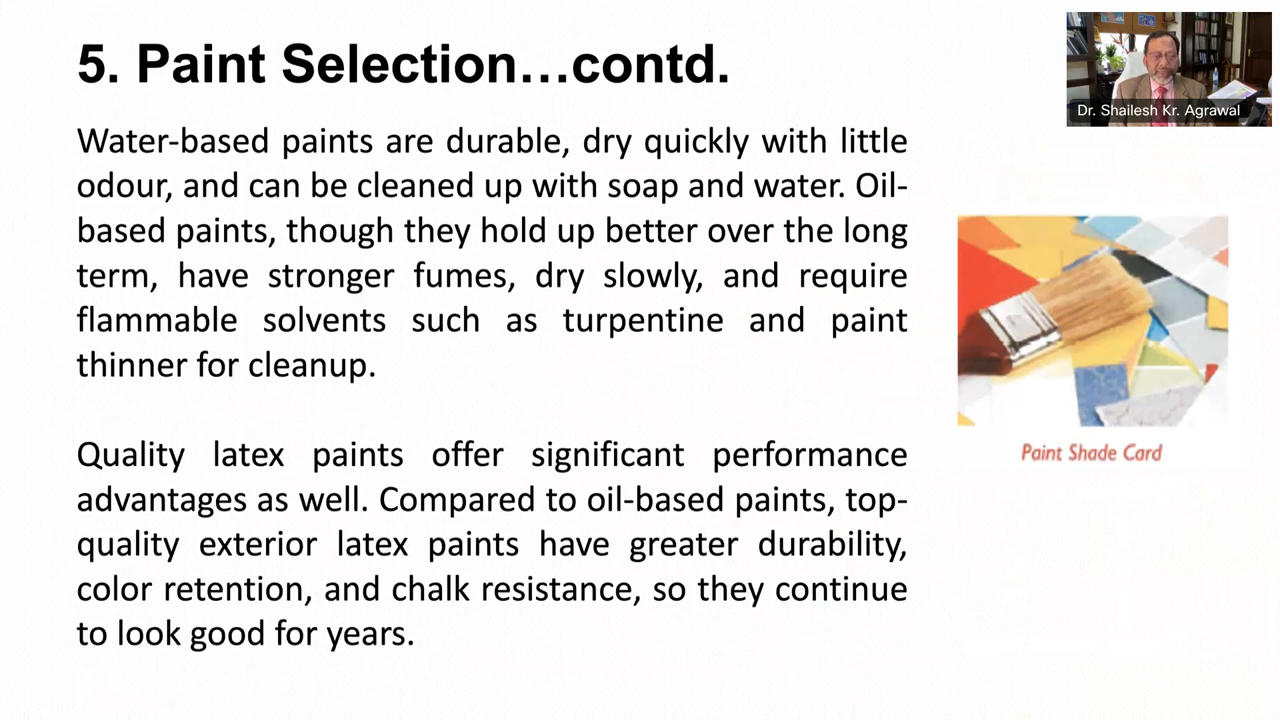 5. Paint Selection...contd.
Dr. Shailesh Kr. Agrawal
Water-based paints are durable, dry quickly with little
odour, and can be cleaned up with soap and water. Oil-
based paints, though they hold up better over the long
term, have stronger fumes, dry slowly, and require
flammable solvents such as turpentine and paint
thinner for cleanup.
Quality latex paints offer significant performance
advantages as well. Compared to oil-based paints, top-
quality exterior latex paints have greater durability,
color retention, and chalk resistance, so they continue
to look good for years.
Paint Shade Card